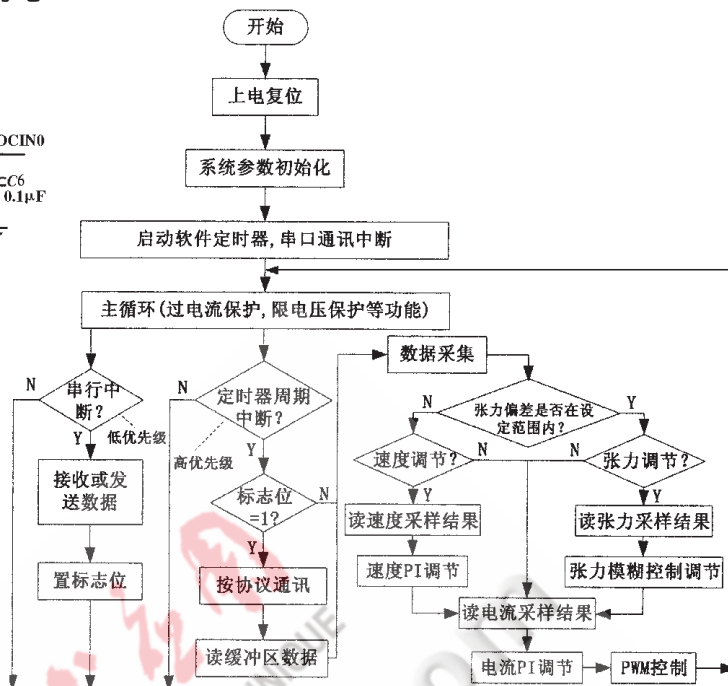 开始
上电复位
OCIN0
C6
0.1μF
系统参数初始化
启动软件定时器,串口通讯中断
主循环(过电流保护,限电压保护等功能)
数据采集
N
串行中
断?
Y
低优先级
N
定时器周期
中断?
Y
高优先级
N
张力偏差是否在设
定范围内?
Y
速度调节?
N
N
张力调节?
接收或发
送数据
标志位
=1?
N
Y
Y
读速度采样结果
Y
读张力采样结果
置标志位
按协议通讯
速度PI调节
张力模糊控制调节
读电流采样结果
读缓冲区数据
电流PI调节
PWM控制